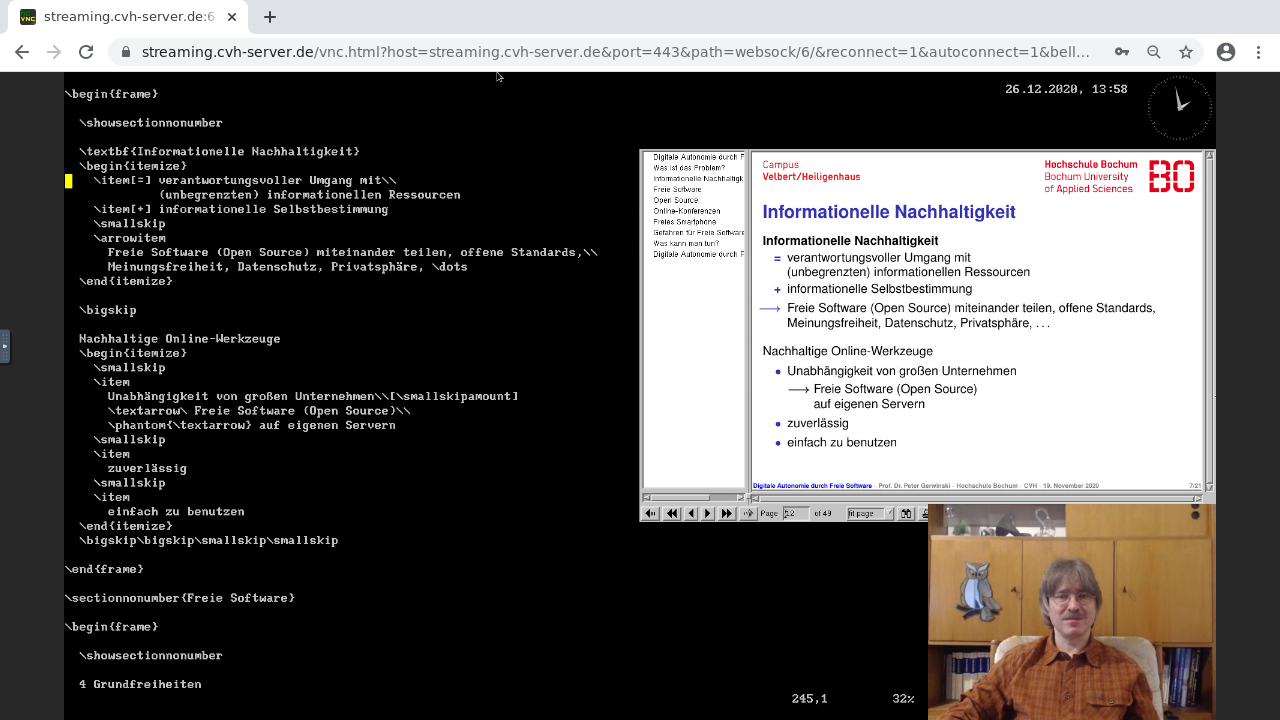 streaming.cvh-server.de:6
streaming.cvh-server.de/vnc.html?host=streaming.cvh-server.de&port=443&path=websock/6/&reconnect=1&autoconnect=1&bell...
26.12.2020, 13:58
\begin{frame}
\showsectionnonumber
\textbf{Informationelle Nachhaltigkeit}
\begin{itemize}
\item[=] verantwortungsvoller Umgang mit\\
(unbegrenzten) informationellen Ressourcen
\item[+] informationelle Selbstbestimmung
\smallskip
\arrowitem
Freie Software (Open Source) miteinander teilen, offene Standards,\\
Meinungsfreiheit, Datenschutz, Privatsphäre, \dots
\end{itemize}
\bigskip
Nachhaltige Online-Werkzeuge
\begin{itemize}
\smallskip
\item
Unabhängigkeit von großen Unternehmen\\[\smallskipamount]
\textarrow\ Freie Software (Open Source)\\
\phantom{\textarrow} auf eigenen Servern
\smallskip
\item
zuverlässig
\smallskip
\item
einfach zu benutzen
\end{itemize}
\bigskip\bigskip\smallskip\smallskip
\end{frame}
\sectionnonumber{Freie Software}
\begin{frame}
\showsectionnonumber
4 Grundfreiheiten
245,1 32%
Digitale Autonomie durch F
Was ist das Problem?
Informationelle Nachhaltigk
Freie Software
Open Source
Online-Konferenzen
Freies Smartphone
Gefahren für Freie Software
Was kann man tun?
Digitale Autonomie durch F
Campus
Velbert/Heiligenhaus
Hochschule Bochum
Bochum University
of Applied Sciences
BO
Informationelle Nachhaltigkeit
Informationelle Nachhaltigkeit
= verantwortungsvoller Umgang mit
(unbegrenzten) informationellen Ressourcen
+ informationelle Selbstbestimmung
→ Freie Software (Open Source) miteinander teilen, offene Standards,
Meinungsfreiheit, Datenschutz, Privatsphäre, . . .
Nachhaltige Online-Werkzeuge
• Unabhängigkeit von großen Unternehmen
→ Freie Software (Open Source)
auf eigenen Servern
• zuverlässig
• einfach zu benutzen
Digitale Autonomie durch Freie Software - Prof. Dr. Peter Gerwinski - Hochschule Bochum - CVH - 19. November 2020 7/21
Page 12 of 49 page